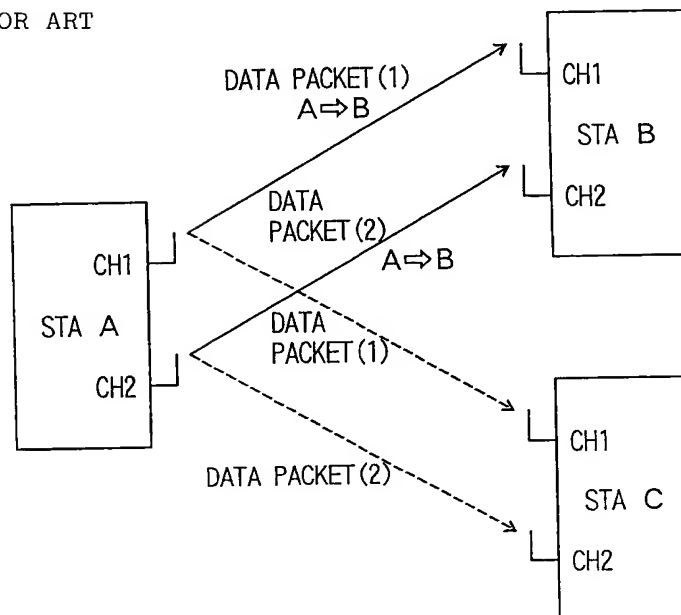 OR ART
DATA PACKET(1)
A⇨B
CH1
STA B
CH2
DATA
PACKET(2)
A⇨B
CH1
STA A
CH2
DATA
PACKET(1)
DATA PACKET(2)
CH1
STA C
CH2